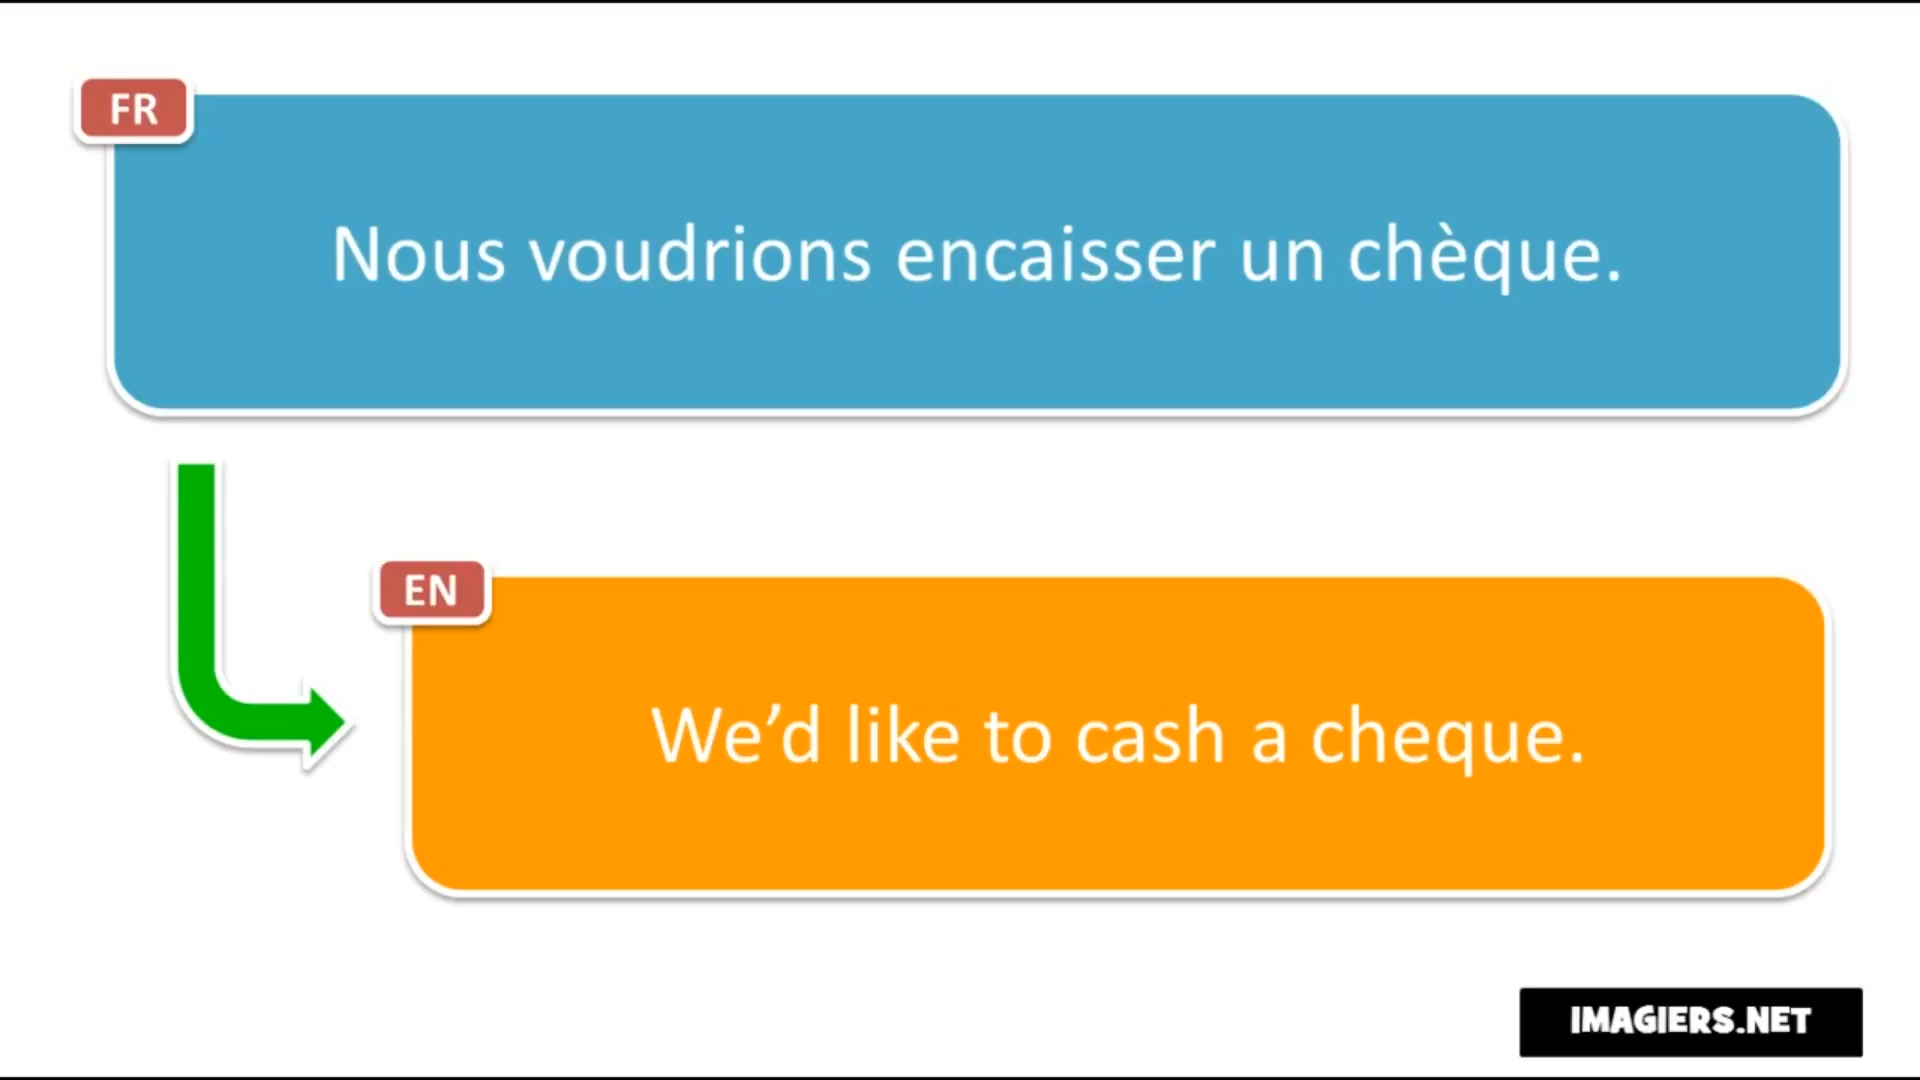 FR
Nous voudrions encaisser un chèque.
EN
We’d like to cash a cheque.
IMAGIERS.NET